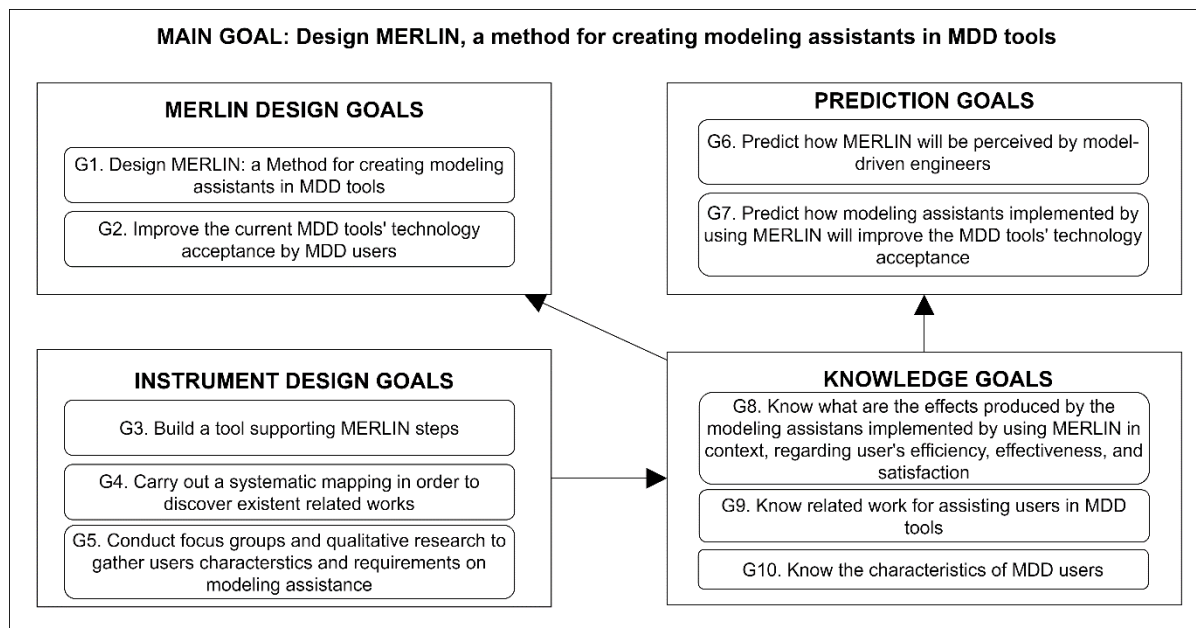 MAIN GOAL: Design MERLIN, a method for creating modeling assistants in MDD tools
MERLIN DESIGN GOALS
G1. Design MERLIN: a Method for creating modeling
assistants in MDD tools
G2. Improve the current MDD tools' technology
acceptance by MDD users
PREDICTION GOALS
G6. Predict how MERLIN will be perceived by model-
driven engineers
G7. Predict how modeling assistants implemented by
using MERLIN will improve the MDD tools' technology
acceptance
INSTRUMENT DESIGN GOALS
G3. Build a tool supporting MERLIN steps
G4. Carry out a systematic mapping in order to
discover existent related works
G5. Conduct focus groups and qualitative research to
gather users characterstics and requirements on
modeling assistance
KNOWLEDGE GOALS
G8. Know what are the effects produced by the
modeling assistans implemented by using MERLIN in
context, regarding user's efficiency, effectiveness, and
satisfaction
G9. Know related work for assisting users in MDD
tools
G10. Know the characteristics of MDD users